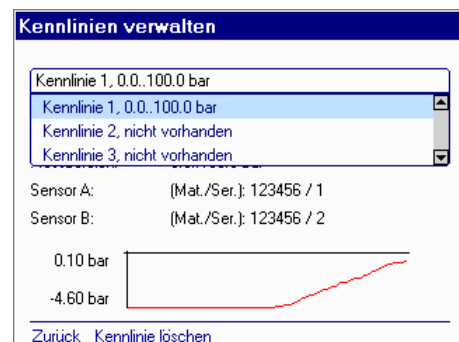 Kennlinien verwalten
Kennlinie 1, 0.0..100.0 bar
Kennlinie 1, 0.0..100.0 bar
Kennlinie 2, nicht vorhanden
Kennlinie 3, nicht vorhanden
Sensor A: (Mat./Ser.): 123456 / 1
Sensor B: (Mat./Ser.): 123456 / 2
0.10 bar
-4.60 bar
Zurück Kennlinie löschen